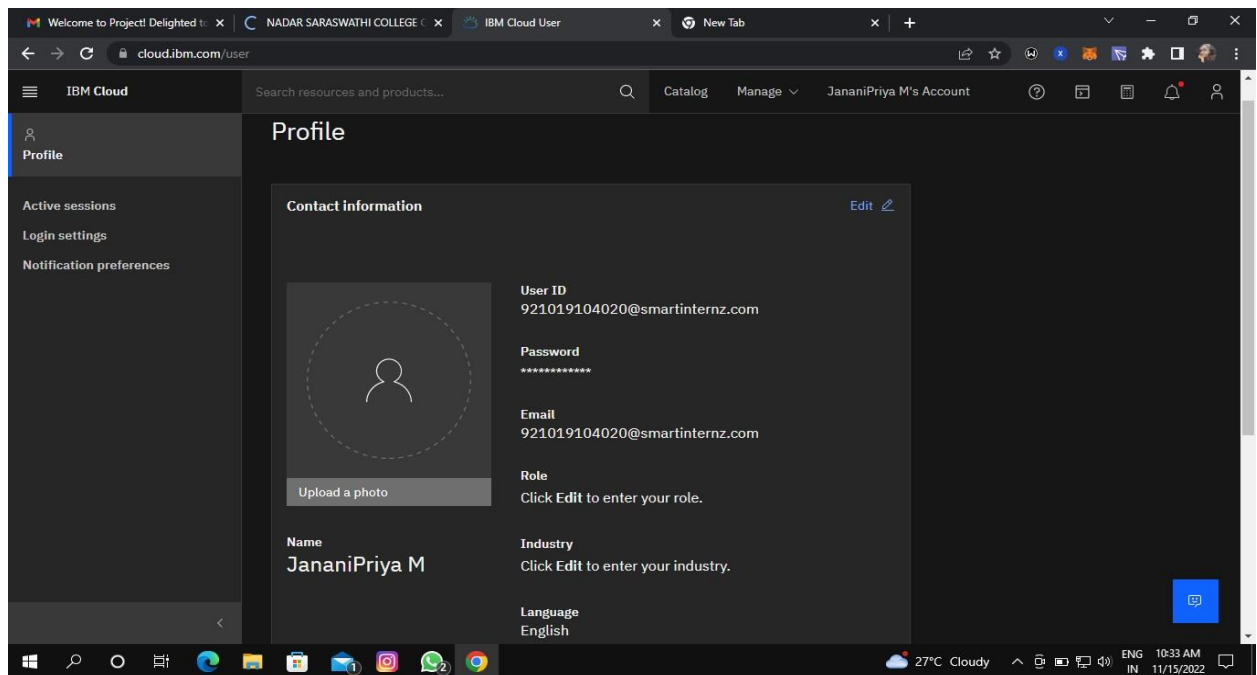 Welcome to Project! Delighted to
NADAR SARASWATHI COLLEGE
IBM Cloud User
New Tab
cloud.ibm.com/user
IBM Cloud
Search resources and products...
Catalog
Manage
JananiPriya M's Account
Profile
Active sessions
Login settings
Notification preferences
Profile
Contact information
Edit
Upload a photo
Name
JananiPriya M
User ID
921019104020@smartinternz.com
Password
************
Email
921019104020@smartinternz.com
Role
Click Edit to enter your role.
Industry
Click Edit to enter your industry.
Language
English
1
2
27°C Cloudy
ENG
IN
10:33 AM
11/15/2022